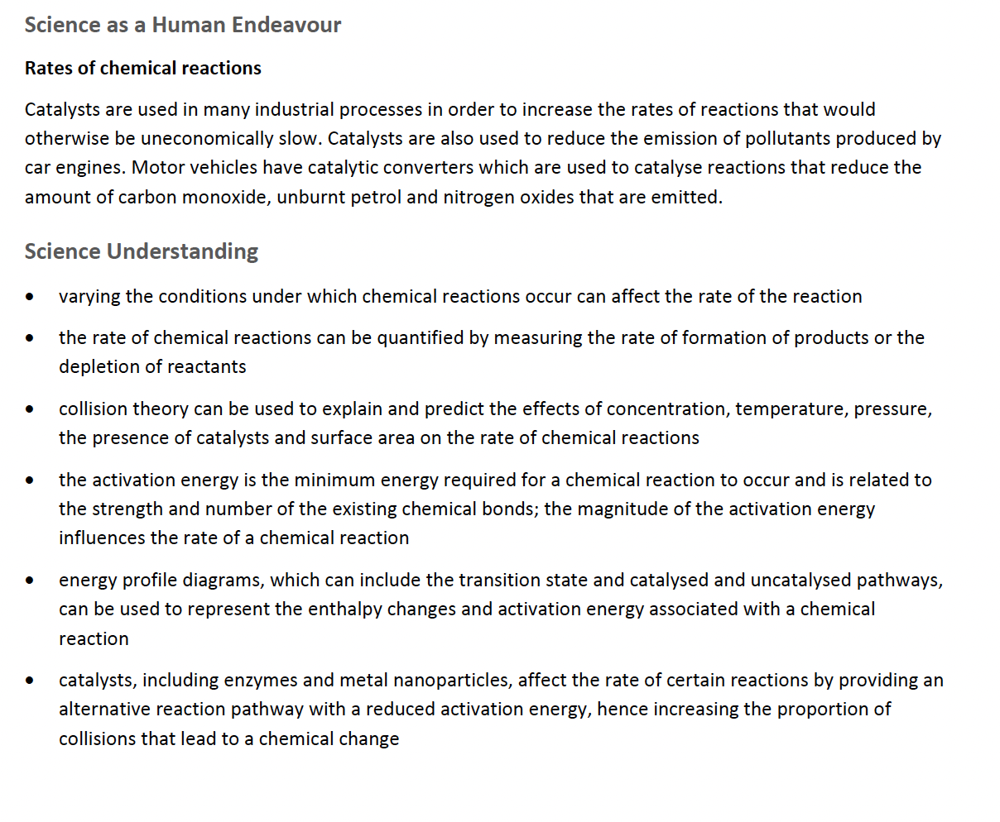 Science as a Human Endeavour
Rates of chemical reactions
Catalysts are used in many industrial processes in order to increase the rates of reactions that would
otherwise be uneconomically slow. Catalysts are also used to reduce the emission of pollutants produced by
car engines. Motor vehicles have catalytic converters which are used to catalyse reactions that reduce the
amount of carbon monoxide, unburnt petrol and nitrogen oxides that are emitted.
Science Understanding
• varying the conditions under which chemical reactions occur can affect the rate of the reaction
• the rate of chemical reactions can be quantified by measuring the rate of formation of products or the
depletion of reactants
• collision theory can be used to explain and predict the effects of concentration, temperature, pressure,
the presence of catalysts and surface area on the rate of chemical reactions
• the activation energy is the minimum energy required for a chemical reaction to occur and is related to
the strength and number of the existing chemical bonds; the magnitude of the activation energy
influences the rate of a chemical reaction
• energy profile diagrams, which can include the transition state and catalysed and uncatalysed pathways,
can be used to represent the enthalpy changes and activation energy associated with a chemical
reaction
• catalysts, including enzymes and metal nanoparticles, affect the rate of certain reactions by providing an
alternative reaction pathway with a reduced activation energy, hence increasing the proportion of
collisions that lead to a chemical change